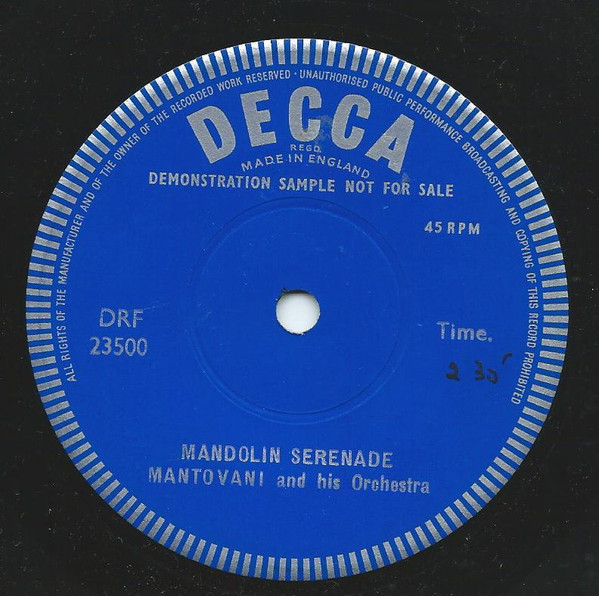 ALL RIGHTS OF THE MANUFACTURER AND OF THE OWNER OF THE RECORDED WORK RESERVED · UNAUTHORISED PUBLIC PERFORMANCE BROADCASTING AND COPYING OF THIS RECORD PROHIBITED
DECCA
REGD.
MADE IN ENGLAND
DEMONSTRATION SAMPLE NOT FOR SALE
45 RPM
DRF
23500
Time.
2 30'
MANDOLIN SERENADE
MANTOVANI and his Orchestra